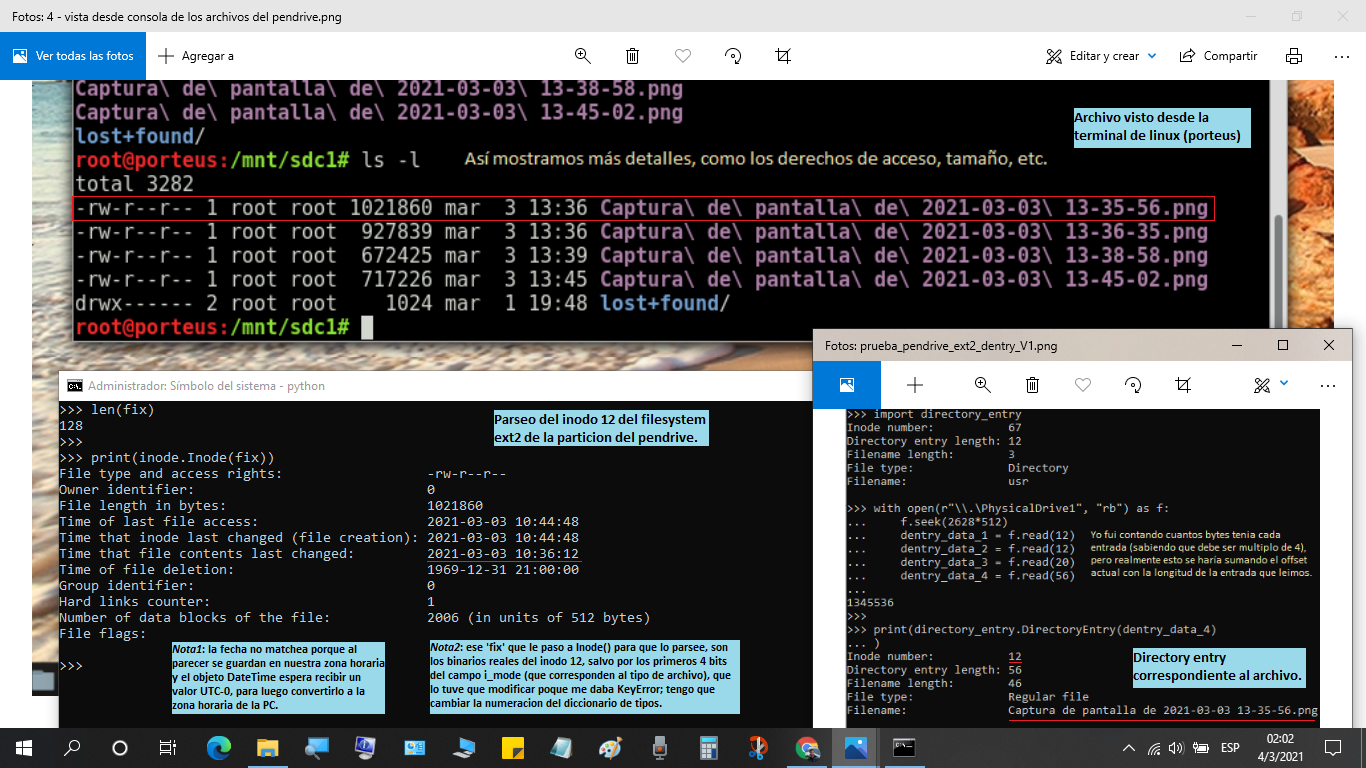 Fotos: 4 - vista desde consola de los archivos del pendrive.png
Ver todas las fotos
Agregar a
Editar y crear
Compartir
Captura\ de\ pantalla\ de\ 2021-03-03\ 13-38-58.png
Captura\ de\ pantalla\ de\ 2021-03-03\ 13-45-02.png
lost+found/
root@porteus:/mnt/sdc1# ls -l
Así mostramos más detalles, como los derechos de acceso, tamaño, etc.
total 3282
-rw-r--r-- 1 root root 1021860 mar  3 13:36 Captura\ de\ pantalla\ de\ 2021-03-03\ 13-35-56.png
-rw-r--r-- 1 root root  927839 mar  3 13:36 Captura\ de\ pantalla\ de\ 2021-03-03\ 13-36-35.png
-rw-r--r-- 1 root root  672425 mar  3 13:39 Captura\ de\ pantalla\ de\ 2021-03-03\ 13-38-58.png
-rw-r--r-- 1 root root  717226 mar  3 13:45 Captura\ de\ pantalla\ de\ 2021-03-03\ 13-45-02.png
drwx------ 2 root root    1024 mar  1 19:48 lost+found/
root@porteus:/mnt/sdc1#
Archivo visto desde la
terminal de linux (porteus)
Administrador: Símbolo del sistema - python
>>> len(fix)
128
>>>
>>> print(inode.Inode(fix))
File type and access rights: -rw-r--r--
Owner identifier: 0
File length in bytes: 1021860
Time of last file access: 2021-03-03 10:44:48
Time that inode last changed (file creation): 2021-03-03 10:44:48
Time that file contents last changed: 2021-03-03 10:36:12
Time of file deletion: 1969-12-31 21:00:00
Group identifier: 0
Hard links counter: 1
Number of data blocks of the file: 2006 (in units of 512 bytes)
File flags:
>>>
Parseo del inodo 12 del filesystem
ext2 de la particion del pendrive.
Nota1: la fecha no matchea porque al
parecer se guardan en nuestra zona horaria
y el objeto DateTime espera recibir un
valor UTC-0, para luego convertirlo a la
zona horaria de la PC.
Nota2: ese 'fix' que le paso a Inode() para que lo parsee, son
los binarios reales del inodo 12, salvo por los primeros 4 bits
del campo i_mode (que corresponden al tipo de archivo), que
lo tuve que modificar poque me daba KeyError; tengo que
cambiar la numeracion del diccionario de tipos.
Fotos: prueba_pendrive_ext2_dentry_V1.png
>>> import directory_entry
Inode number: 67
Directory entry length: 12
Filename length: 3
File type: Directory
Filename: usr
>>> with open(r"\\.\PhysicalDrive1", "rb") as f:
... f.seek(2628*512)
... dentry_data_1 = f.read(12)
... dentry_data_2 = f.read(12)
... dentry_data_3 = f.read(20)
... dentry_data_4 = f.read(56)
...
1345536
>>>
>>> print(directory_entry.DirectoryEntry(dentry_data_4)
... )
Inode number: 12
Directory entry length: 56
Filename length: 46
File type: Regular file
Filename: Captura de pantalla de 2021-03-03 13-35-56.png
Yo fui contando cuantos bytes tenia cada
entrada (sabiendo que debe ser multiplo de 4),
pero realmente esto se haría sumando el offset
actual con la longitud de la entrada que leimos.
Directory entry
correspondiente al archivo.
ESP
02:02
4/3/2021